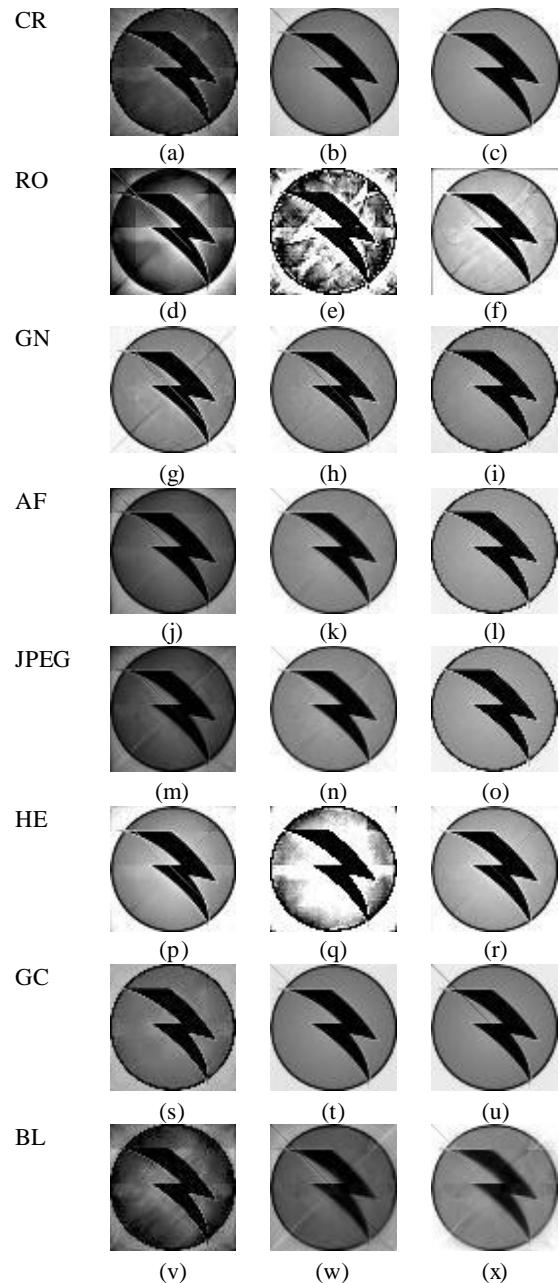 CR
(a) (b) (c)
RO
(d) (e) (f)
GN
(g) (h) (i)
AF
(j) (k) (l)
JPEG
(m) (n) (o)
HE
(p) (q) (r)
GC
(s) (t) (u)
BL
(v) (w) (x)